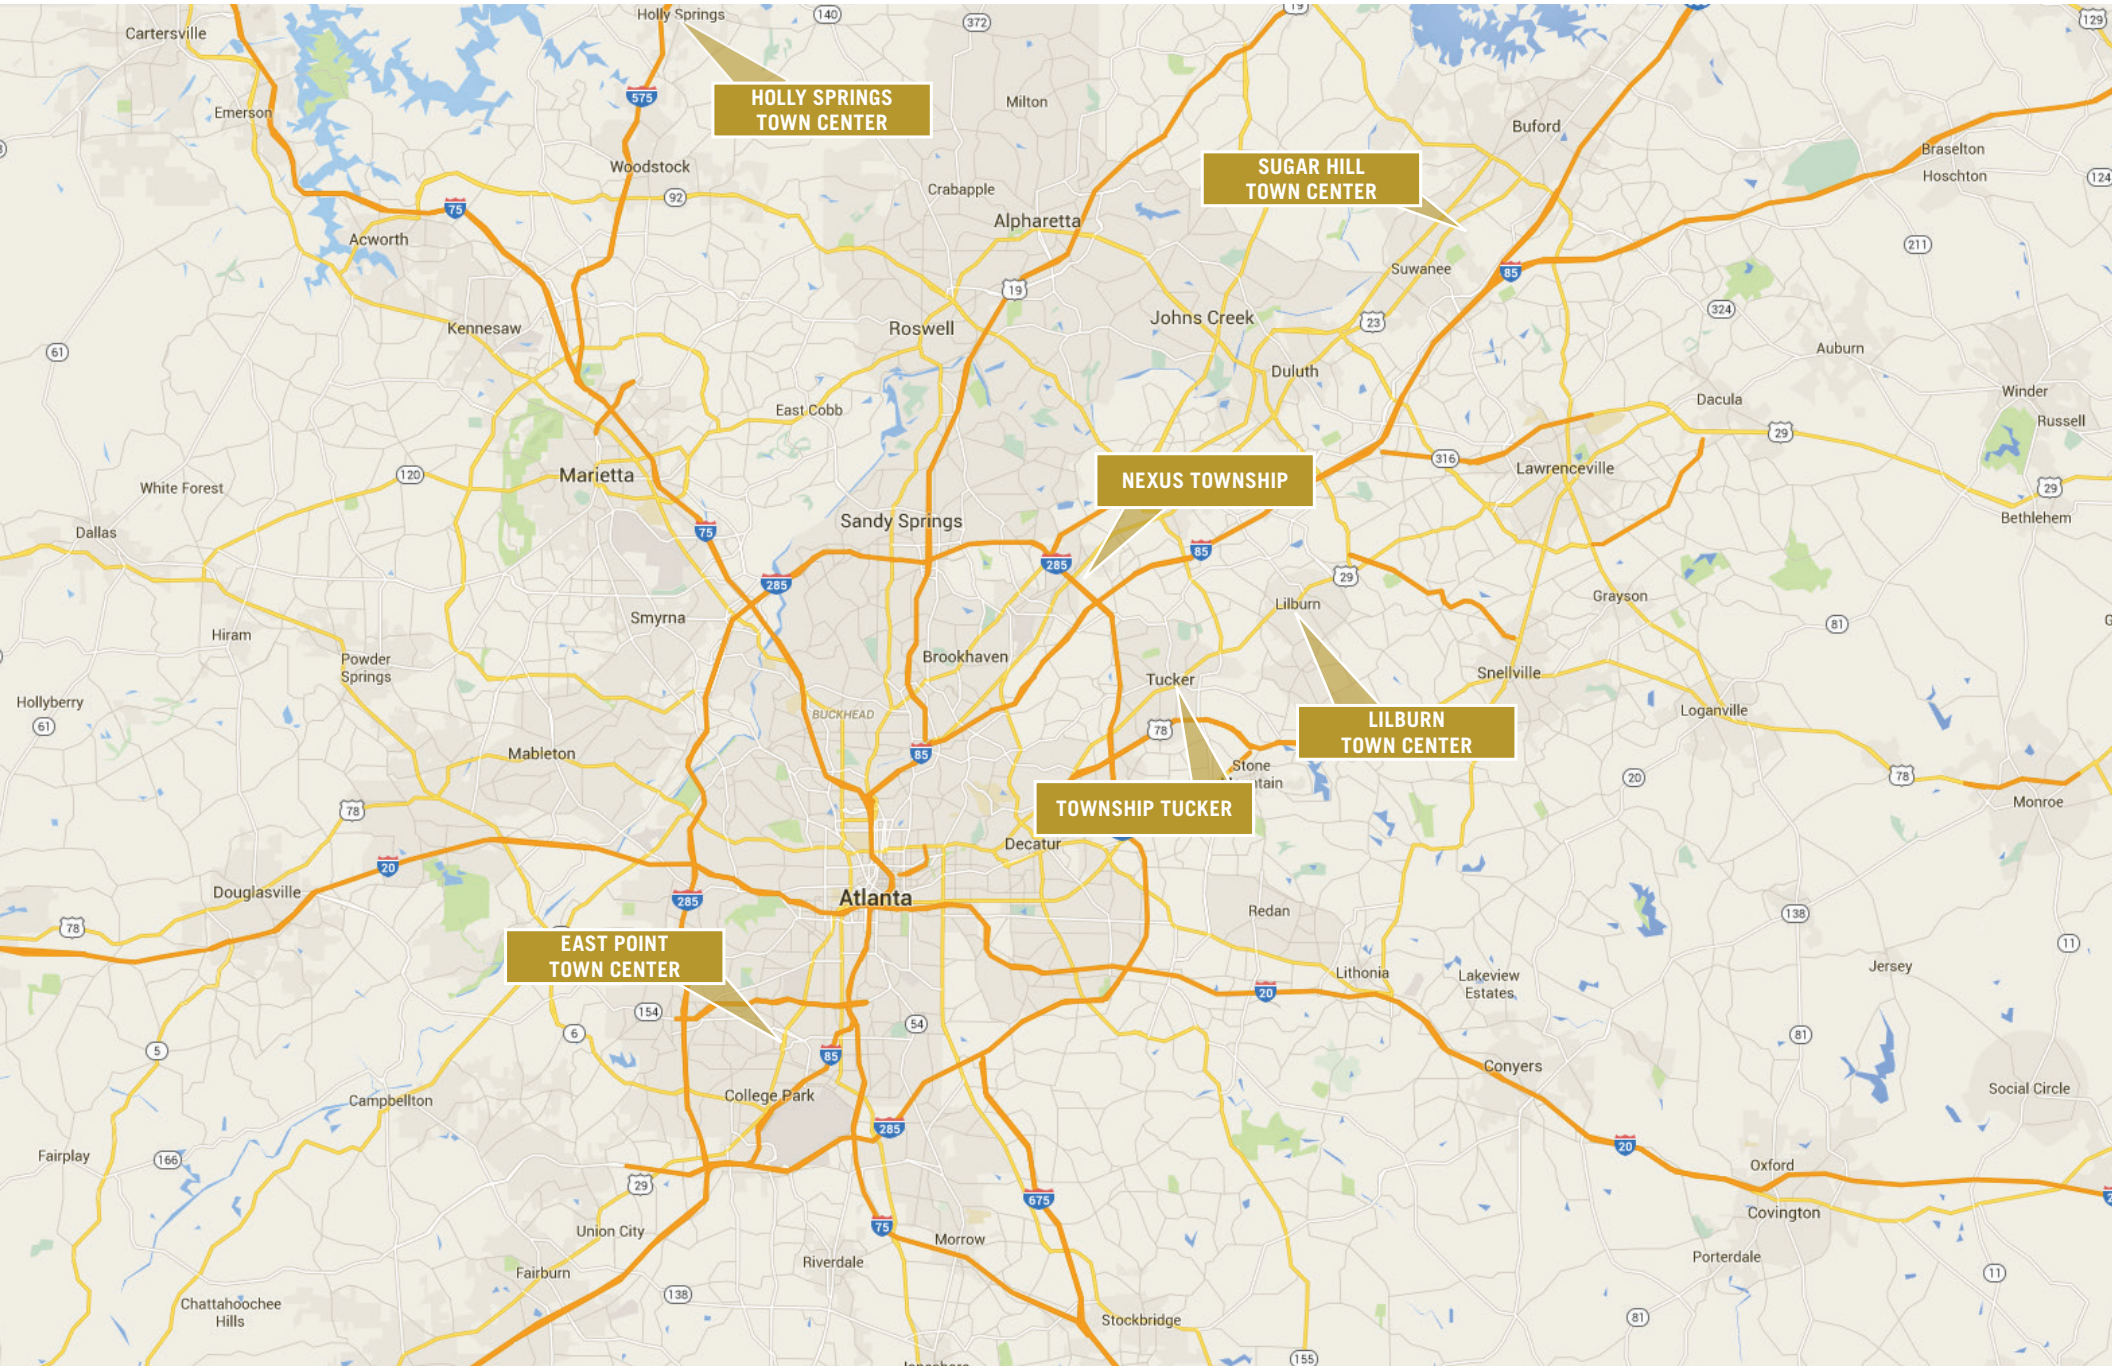 Holly Springs
140
372
19
129
Cartersville
575
HOLLY SPRINGS
TOWN CENTER
Milton
Emerson
Buford
Braselton
Woodstock
SUGAR HILL
TOWN CENTER
Hoschton
124
92
Crabapple
75
Alpharetta
Acworth
211
Suwanee
85
19
324
Kennesaw
Roswell
Johns Creek
23
61
Auburn
Duluth
Winder
East Cobb
Dacula
Russell
29
316
Marietta
120
Lawrenceville
White Forest
NEXUS TOWNSHIP
29
Sandy Springs
Bethlehem
Dallas
75
85
285
285
29
Lilburn
Grayson
Smyrna
81
Hiram
Powder
Springs
Brookhaven
Tucker
Snellville
Hollyberry
61
BUCKHEAD
Loganville
LILBURN
TOWN CENTER
78
Mableton
85
Stone
ntain
20
78
78
TOWNSHIP TUCKER
Monroe
Decatur
20
Douglasville
285
Atlanta
Redan
138
78
EAST POINT
TOWN CENTER
11
Jersey
Lithonia
Lakeview
Estates
20
154
54
6
81
5
85
Conyers
College Park
Social Circle
Campbellton
285
20
Fairplay
166
Oxford
29
675
Covington
75
Union City
Morrow
Porterdale
Riverdale
Fairburn
11
138
Chattahoochee
Hills
81
Stockbridge
155